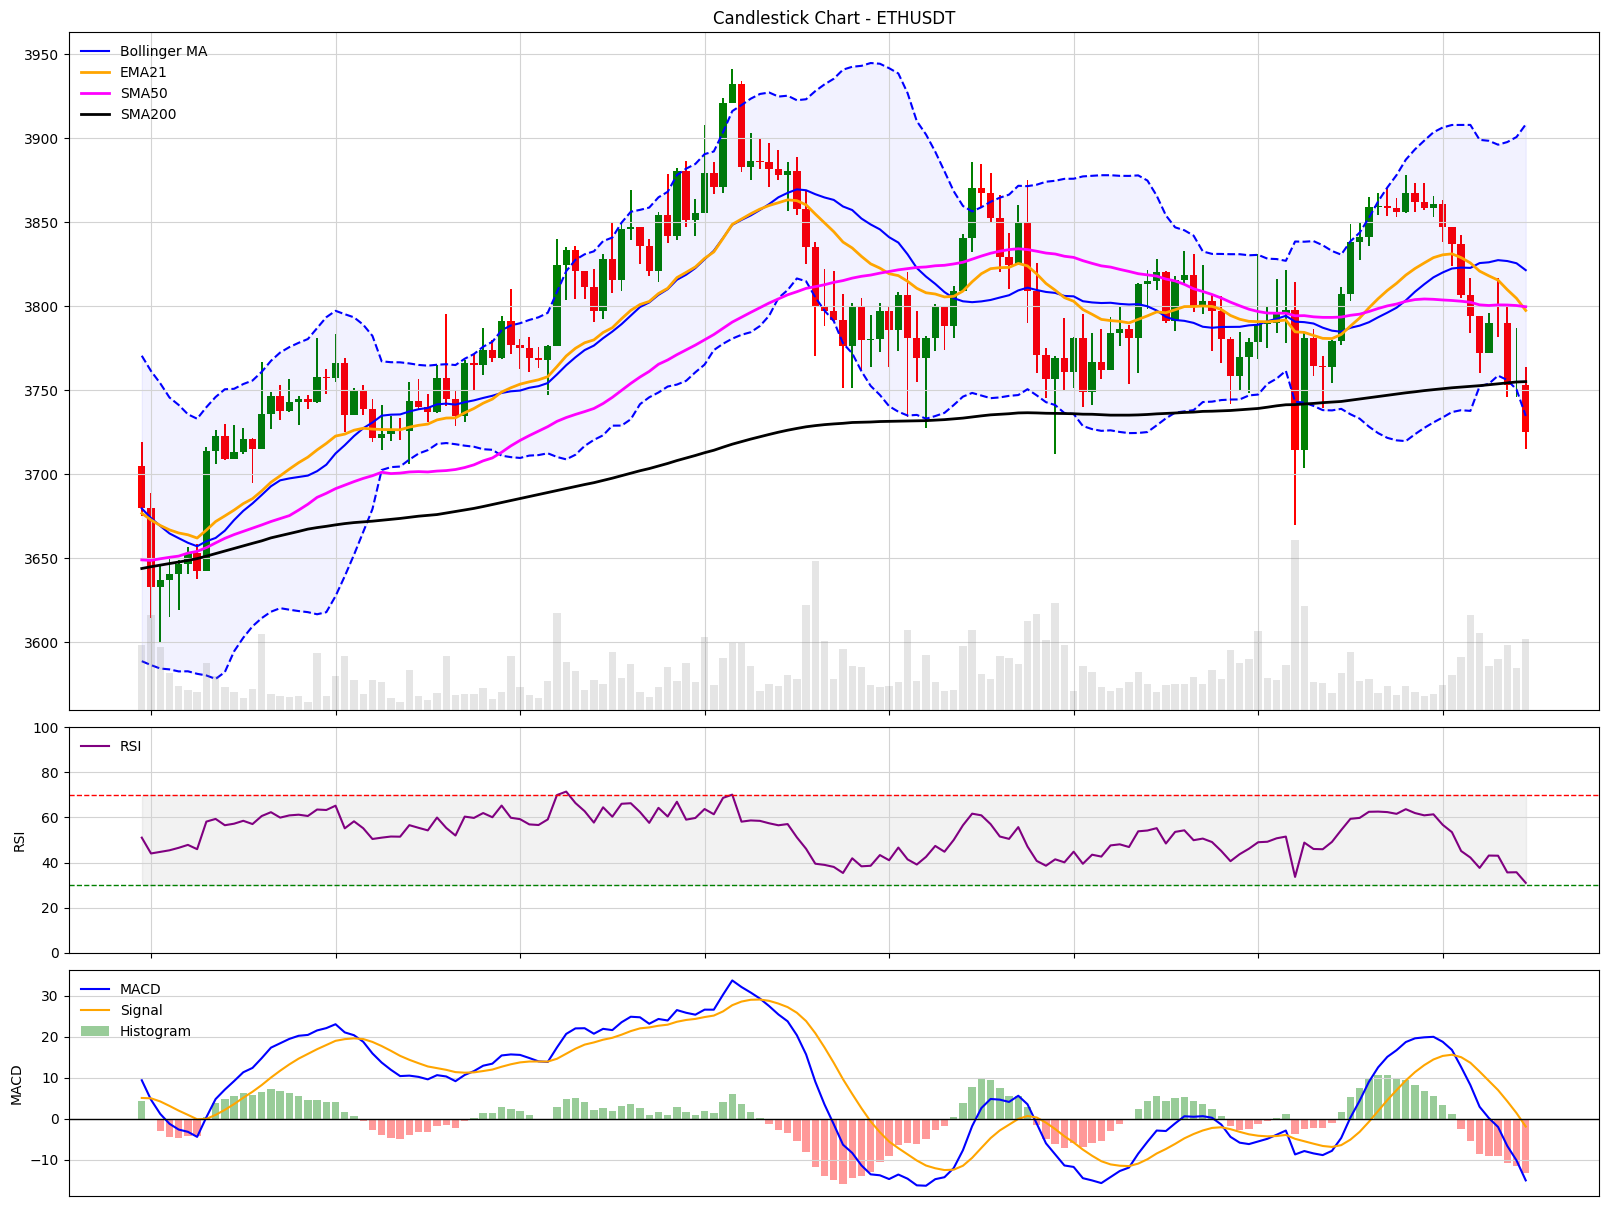 Candlestick Chart - ETHUSDT
Bollinger MA
EMA21
SMA50
SMA200
3950
3900
3850
3800
3750
3700
3650
3600
RSI
100
80
60
40
20
0
RSI
MACD
Signal
Histogram
30
20
10
0
−10
MACD